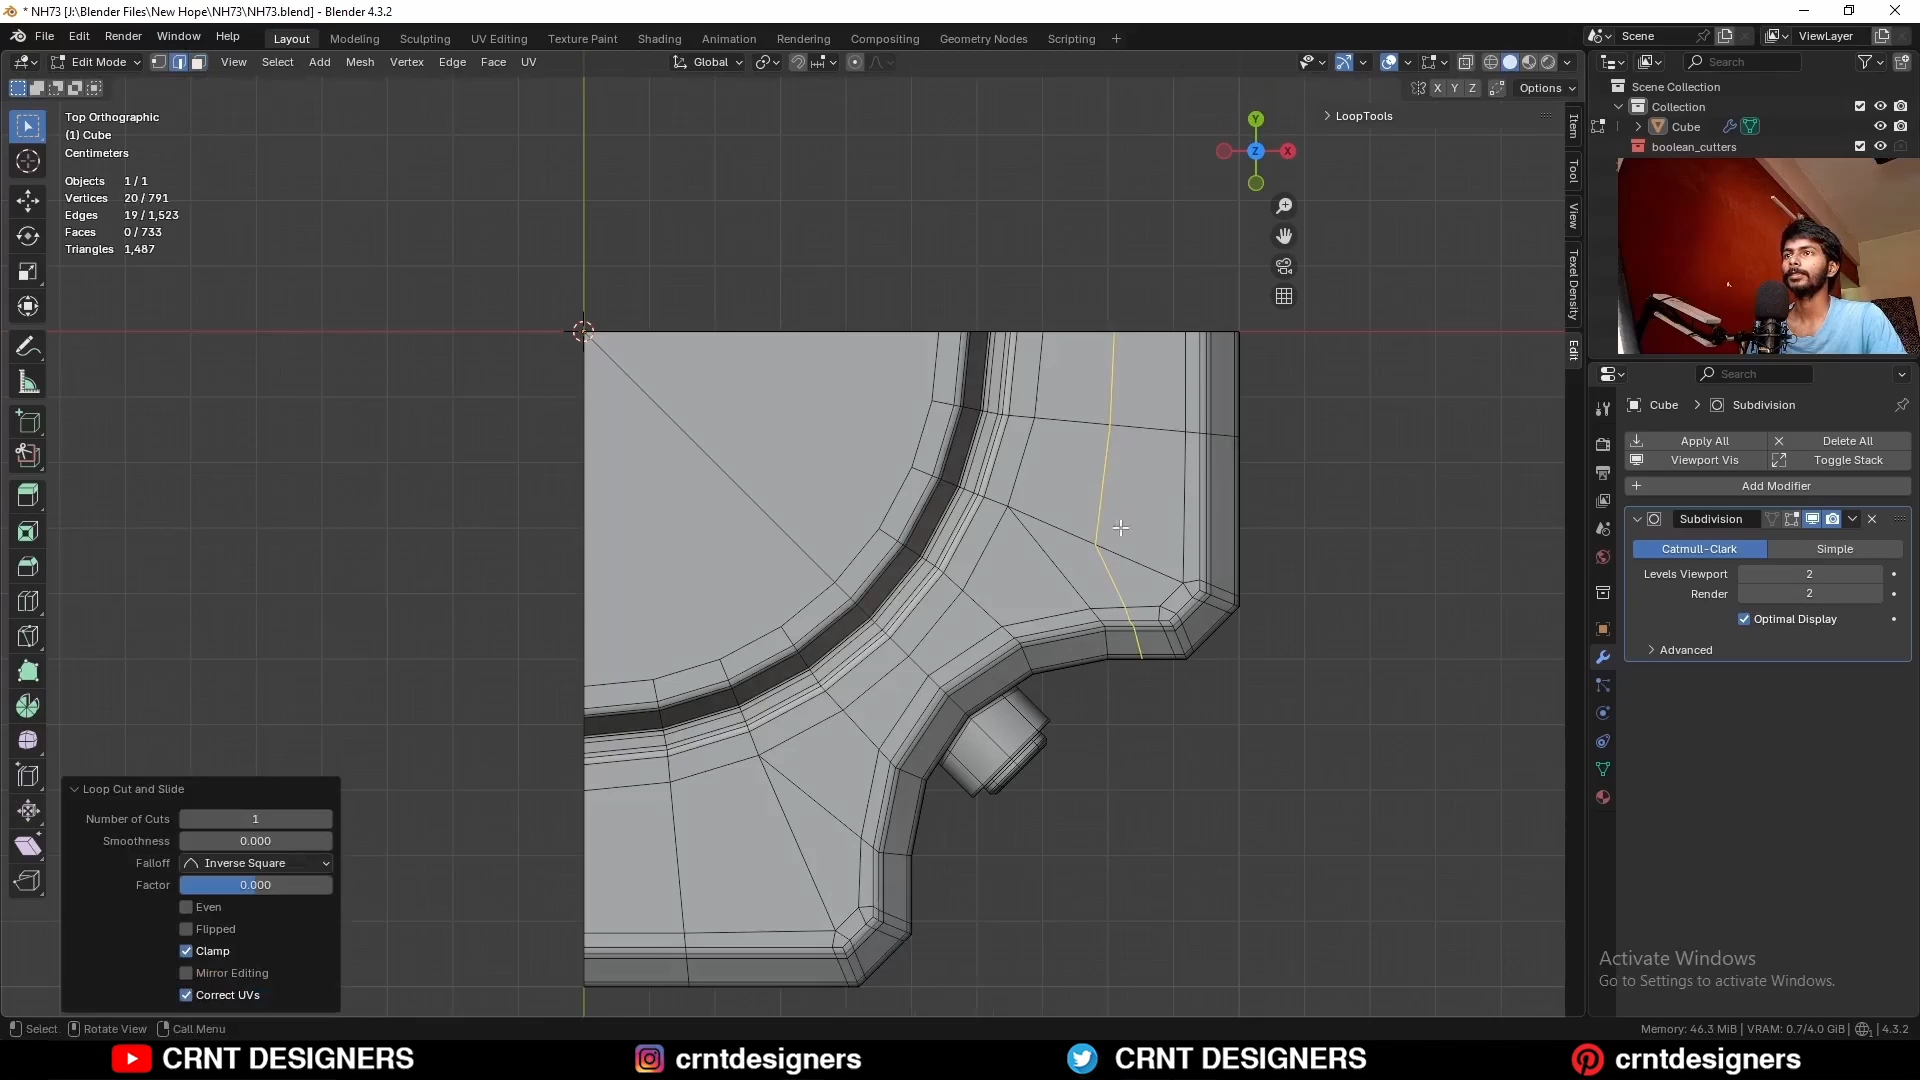 * NH73 [J:\Blender Files\New Hope\NH73\NH73.blend] - Blender 4.3.2
File Edit Render Window Help Layout Modeling Sculpting UV Editing Texture Paint Shading Animation Rendering Compositing Geometry Nodes Scripting + Scene ViewLayer
Edit Mode View Select Add Mesh Vertex Edge Face UV Global Search
X Y Z Options
Top Orthographic
(1) Cube
Centimeters
Objects 1 / 1
Vertices 20 / 791
Edges 19 / 1,523
Faces 0 / 733
Triangles 1,487
LoopTools
Y
X
Z
Item
Tool
View
Texel Density
Edit
Scene Collection
Collection
Cube
boolean_cutters
Search
Cube > Subdivision
Apply All Delete All
Viewport Vis Toggle Stack
+ Add Modifier
Subdivision
Catmull-Clark Simple
Levels Viewport 2
Render 2
Optimal Display
Advanced
Loop Cut and Slide
Number of Cuts 1
Smoothness 0.000
Falloff Inverse Square
Factor 0.000
Even
Flipped
Clamp
Mirror Editing
Correct UVs
Activate Windows
Go to Settings to activate Windows.
Select Rotate View Call Menu
Memory: 46.3 MiB | VRAM: 0.7/4.0 GiB | 4.3.2
CRNT DESIGNERS crntdesigners CRNT DESIGNERS crntdesigners